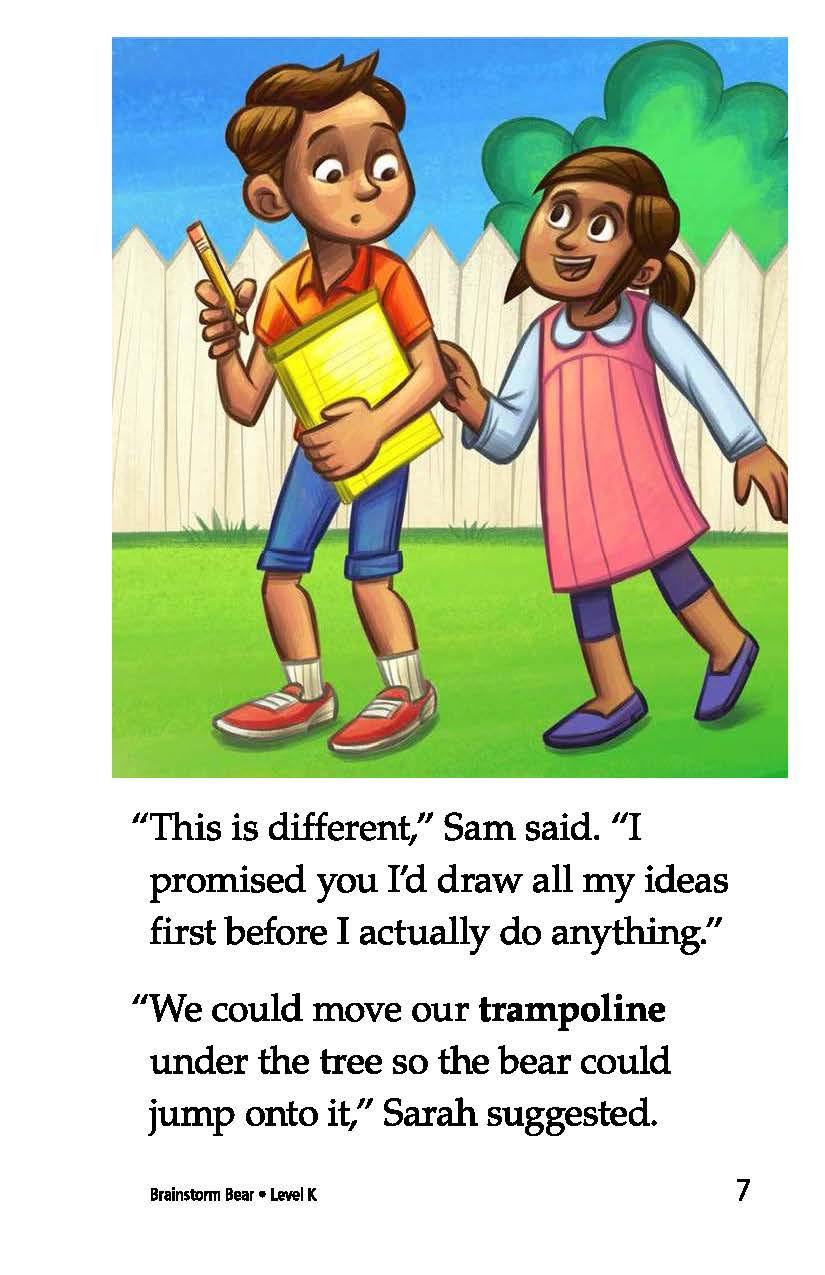 “This is different,” Sam said. “I
promised you I’d draw all my ideas
first before I actually do anything.”
“We could move our trampoline
under the tree so the bear could
jump onto it,” Sarah suggested.
Brainstorm Bear • Level K
7